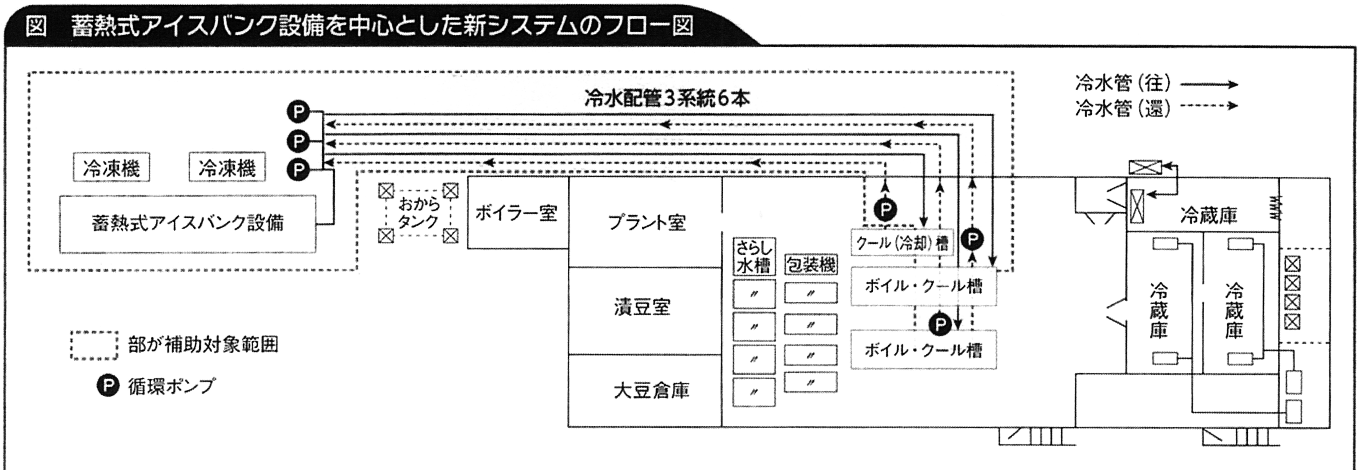 図 蓄熱式アイスバンク設備を中心とした新システムのフロー図
冷水管（往）
冷水管（還）
冷水配管3系統6本
P
P
P
冷凍機
冷凍機
蓄熱式アイスバンク設備
おから
タンク
ボイラー室
プラント室
漬豆室
大豆倉庫
さらし
水槽
〃
〃
〃
〃
包装機
〃
〃
〃
〃
P
クール（冷却）槽
P
ボイル・クール槽
P
ボイル・クール槽
冷蔵庫
冷蔵庫
冷蔵庫
部が補助対象範囲
P 循環ポンプ